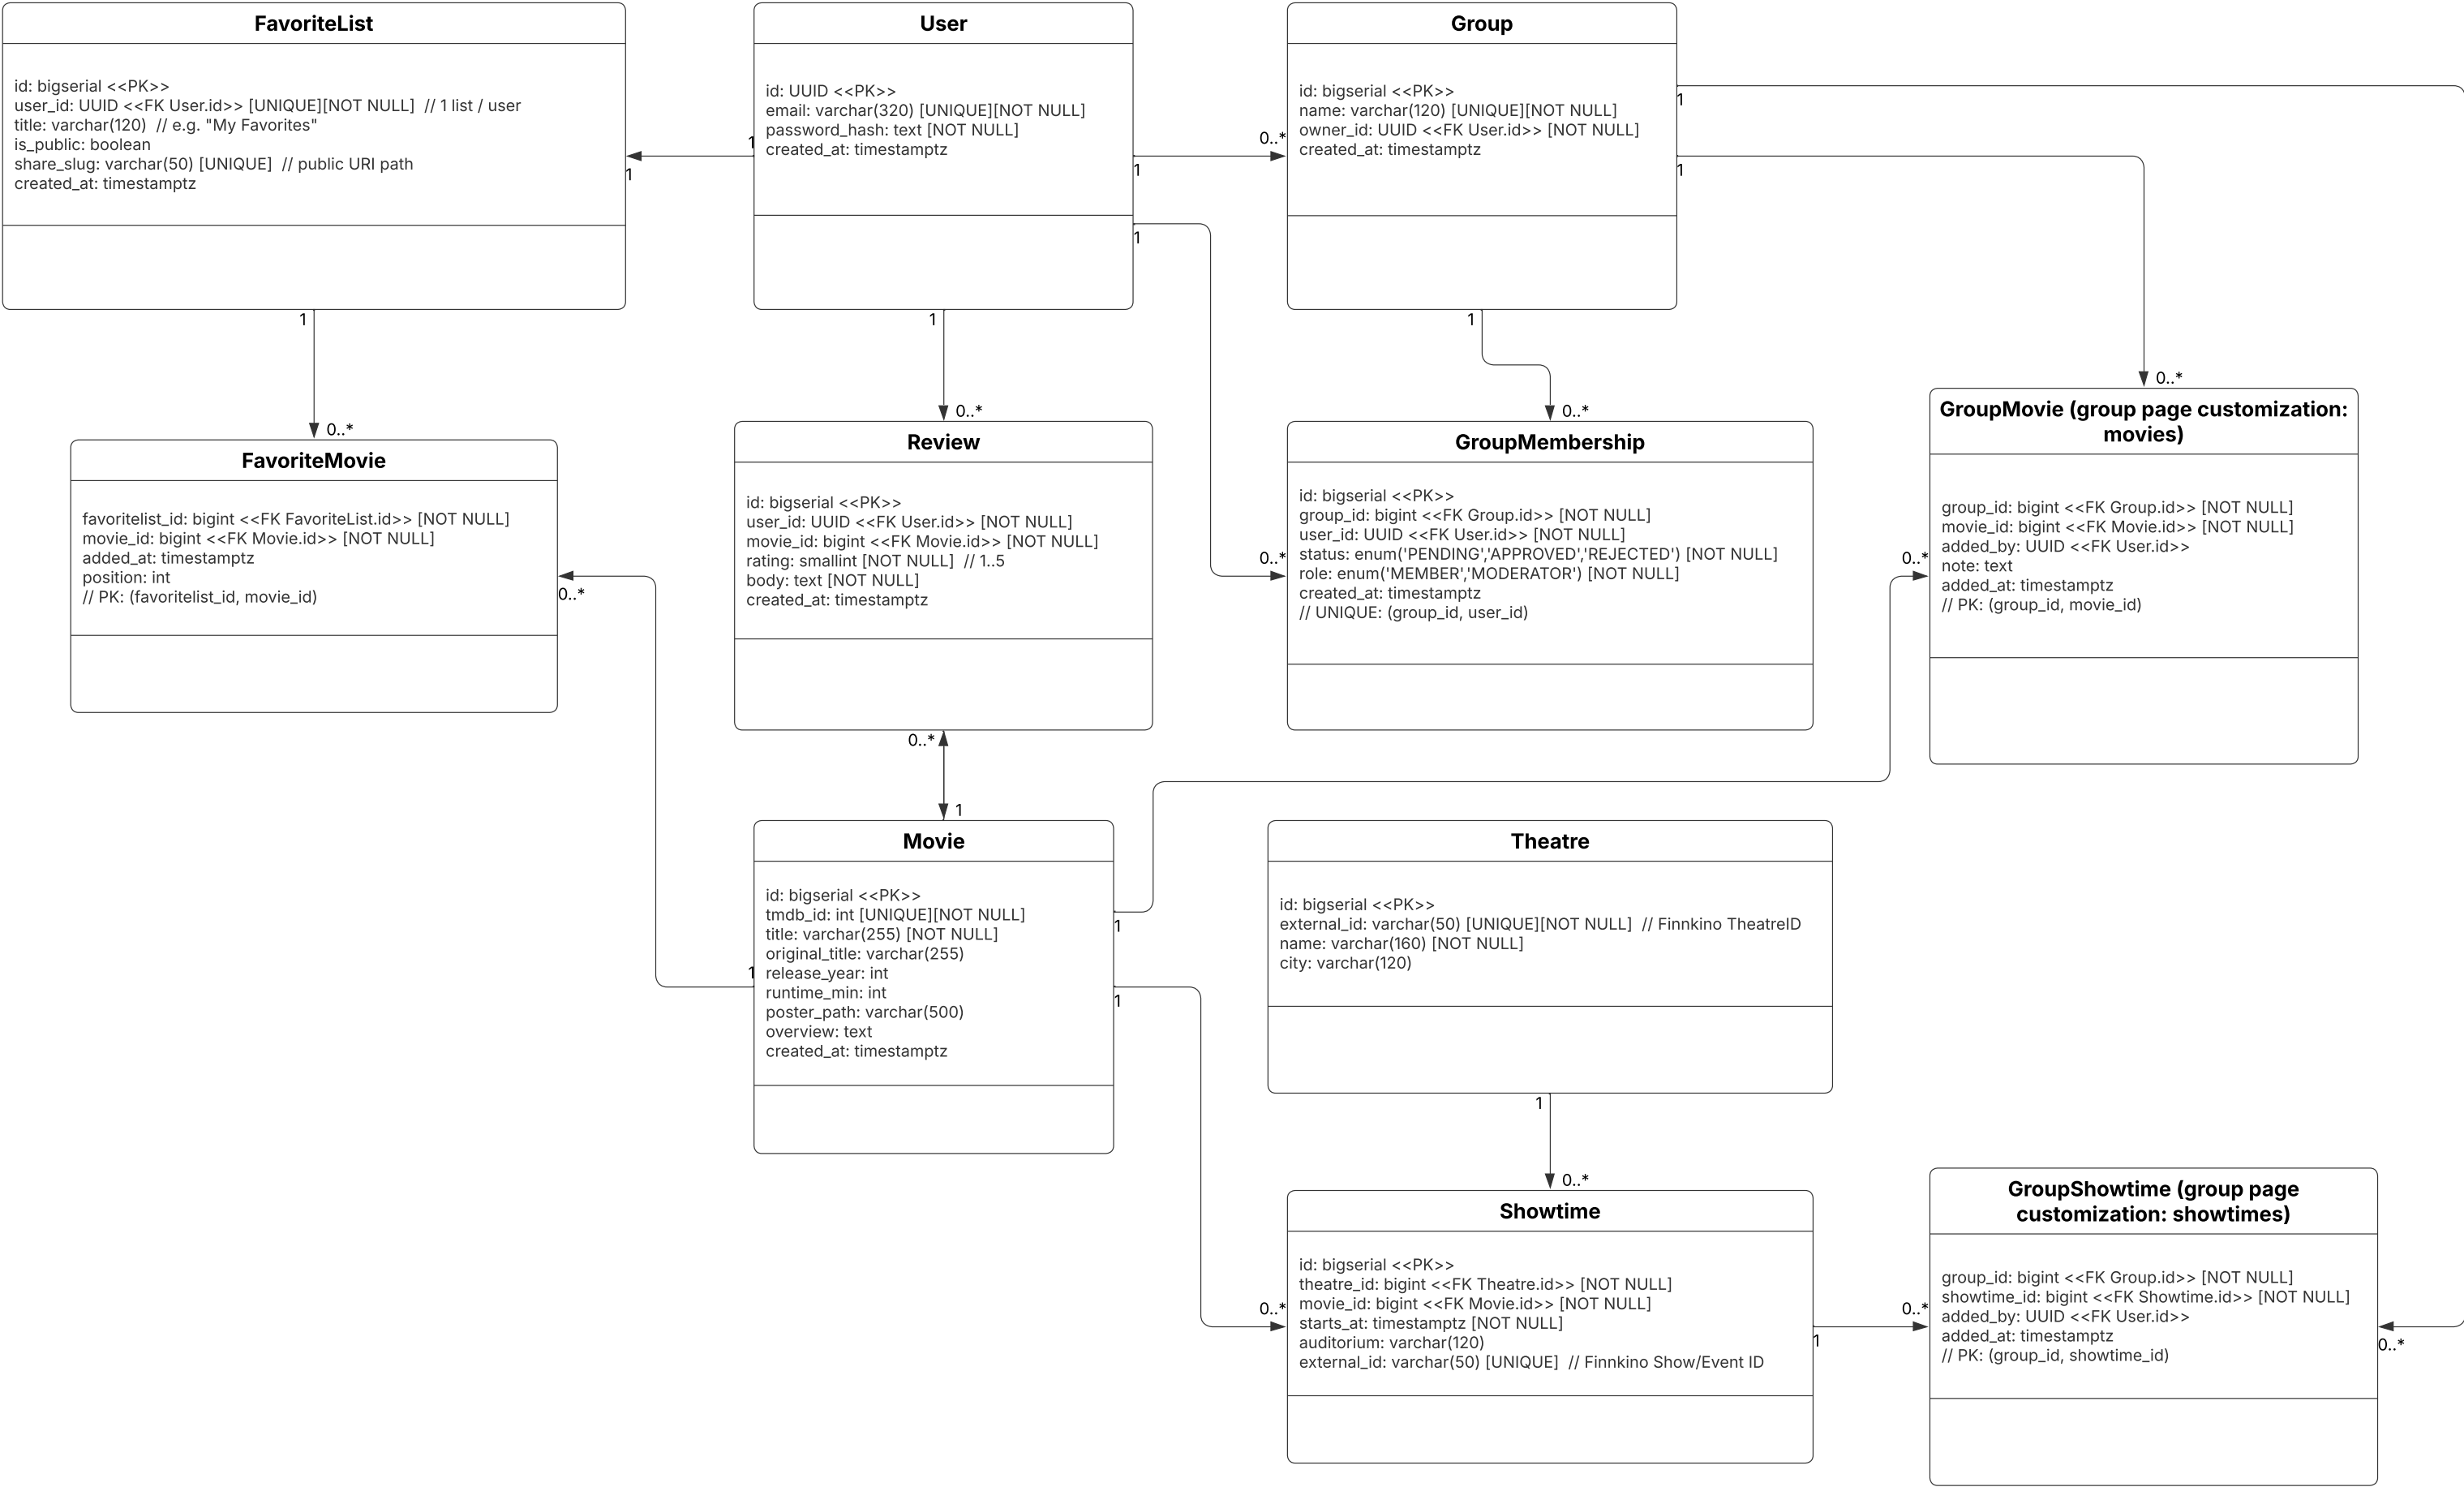 FavoriteList
id: bigserial <<PK>>
user_id: UUID <<FK User.id>> [UNIQUE][NOT NULL]  // 1 list / user
title: varchar(120)  // e.g. "My Favorites"
is_public: boolean
share_slug: varchar(50) [UNIQUE]  // public URI path
created_at: timestamptz
1
1
User
id: UUID <<PK>>
email: varchar(320) [UNIQUE][NOT NULL]
password_hash: text [NOT NULL]
created_at: timestamptz
1
0..*
1
Group
id: bigserial <<PK>>
name: varchar(120) [UNIQUE][NOT NULL]
owner_id: UUID <<FK User.id>> [NOT NULL]
created_at: timestamptz
1
1
1
0..*
1
0..*
1
0..*
0..*
FavoriteMovie
favoritelist_id: bigint <<FK FavoriteList.id>> [NOT NULL]
movie_id: bigint <<FK Movie.id>> [NOT NULL]
added_at: timestamptz
position: int
// PK: (favoritelist_id, movie_id)
0..*
Review
id: bigserial <<PK>>
user_id: UUID <<FK User.id>> [NOT NULL]
movie_id: bigint <<FK Movie.id>> [NOT NULL]
rating: smallint [NOT NULL]  // 1..5
body: text [NOT NULL]
created_at: timestamptz
0..*
1
0..*
GroupMembership
id: bigserial <<PK>>
group_id: bigint <<FK Group.id>> [NOT NULL]
user_id: UUID <<FK User.id>> [NOT NULL]
status: enum('PENDING','APPROVED','REJECTED') [NOT NULL]
role: enum('MEMBER','MODERATOR') [NOT NULL]
created_at: timestamptz
// UNIQUE: (group_id, user_id)
0..*
GroupMovie (group page customization:
movies)
group_id: bigint <<FK Group.id>> [NOT NULL]
movie_id: bigint <<FK Movie.id>> [NOT NULL]
added_by: UUID <<FK User.id>>
note: text
added_at: timestamptz
// PK: (group_id, movie_id)
1
Movie
id: bigserial <<PK>>
tmdb_id: int [UNIQUE][NOT NULL]
title: varchar(255) [NOT NULL]
original_title: varchar(255)
release_year: int
runtime_min: int
poster_path: varchar(500)
overview: text
created_at: timestamptz
1
1
Theatre
id: bigserial <<PK>>
external_id: varchar(50) [UNIQUE][NOT NULL]  // Finnkino TheatreID
name: varchar(160) [NOT NULL]
city: varchar(120)
1
0..*
0..*
Showtime
id: bigserial <<PK>>
theatre_id: bigint <<FK Theatre.id>> [NOT NULL]
movie_id: bigint <<FK Movie.id>> [NOT NULL]
starts_at: timestamptz [NOT NULL]
auditorium: varchar(120)
external_id: varchar(50) [UNIQUE]  // Finnkino Show/Event ID
1
0..*
GroupShowtime (group page
customization: showtimes)
group_id: bigint <<FK Group.id>> [NOT NULL]
showtime_id: bigint <<FK Showtime.id>> [NOT NULL]
added_by: UUID <<FK User.id>>
added_at: timestamptz
// PK: (group_id, showtime_id)
0..*